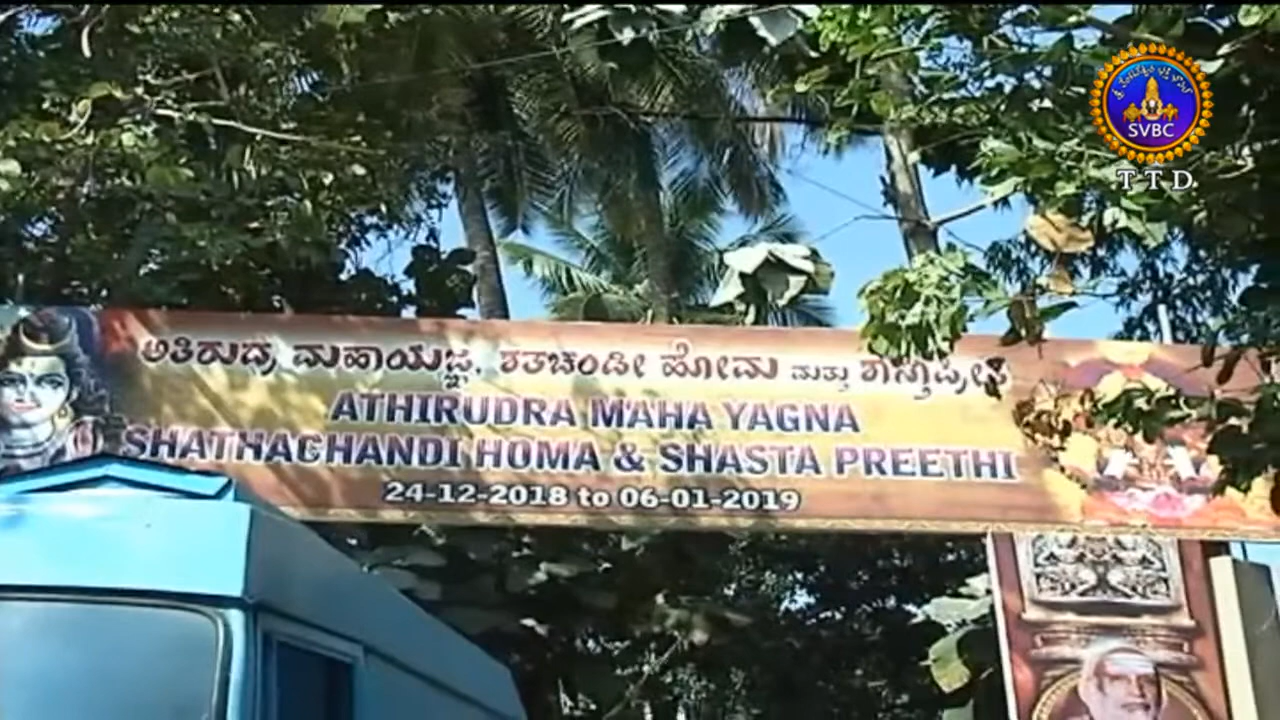 SVBC
T T D
ಅತಿರುದ್ರ ಮಹಾಯಜ್ಞ, ಶತಚಂಡೀ ಹೋಮ ಮತ್ತು ಶಾಸ್ತಾಪ್ರೀತಿ
ATHIRUDRA MAHA YAGNA
SHATHACHANDI HOMA & SHASTA PREETHI
24-12-2018 to 06-01-2019